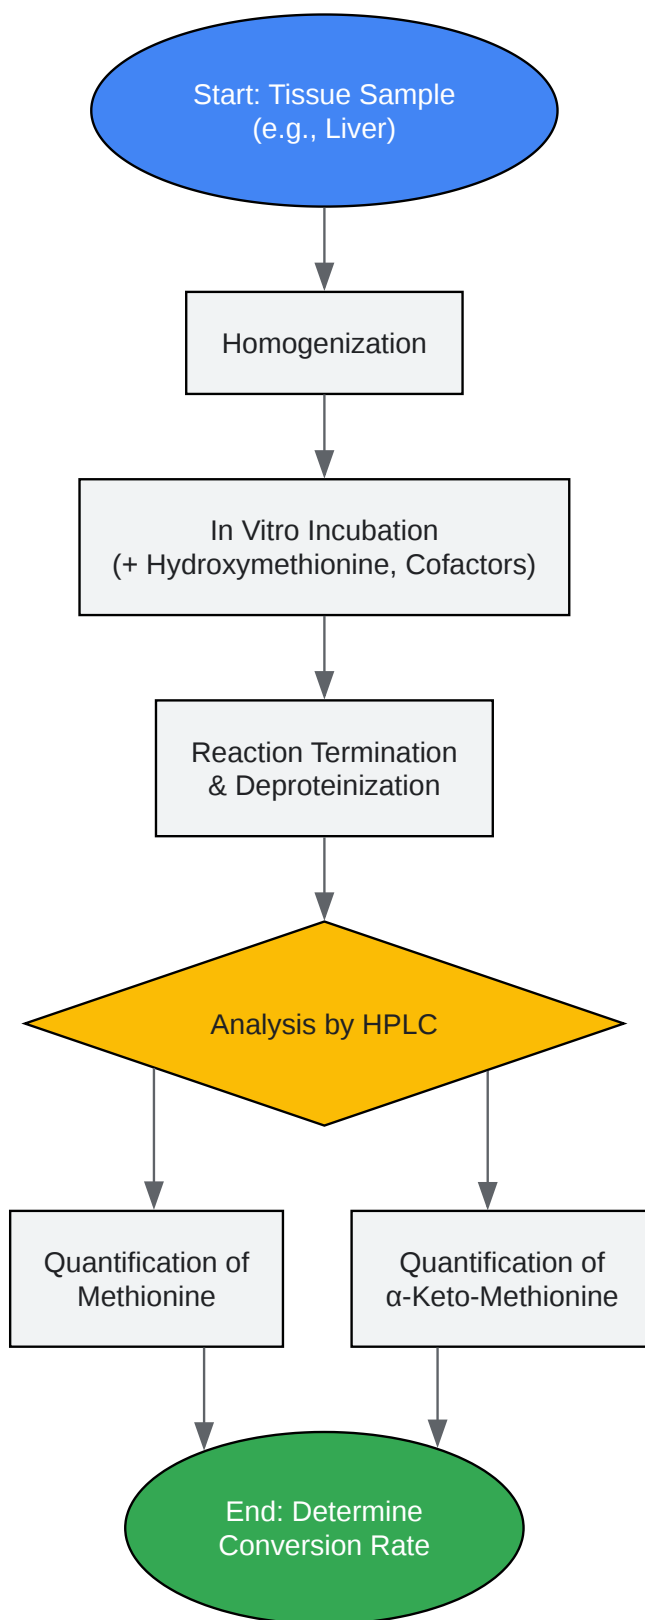 Start: Tissue Sample
(e.g., Liver)
Homogenization
In Vitro Incubation
(+ Hydroxymethionine, Cofactors)
Reaction Termination
& Deproteinization
Analysis by HPLC
Quantification of
Methionine
Quantification of
α-Keto-Methionine
End: Determine
Conversion Rate